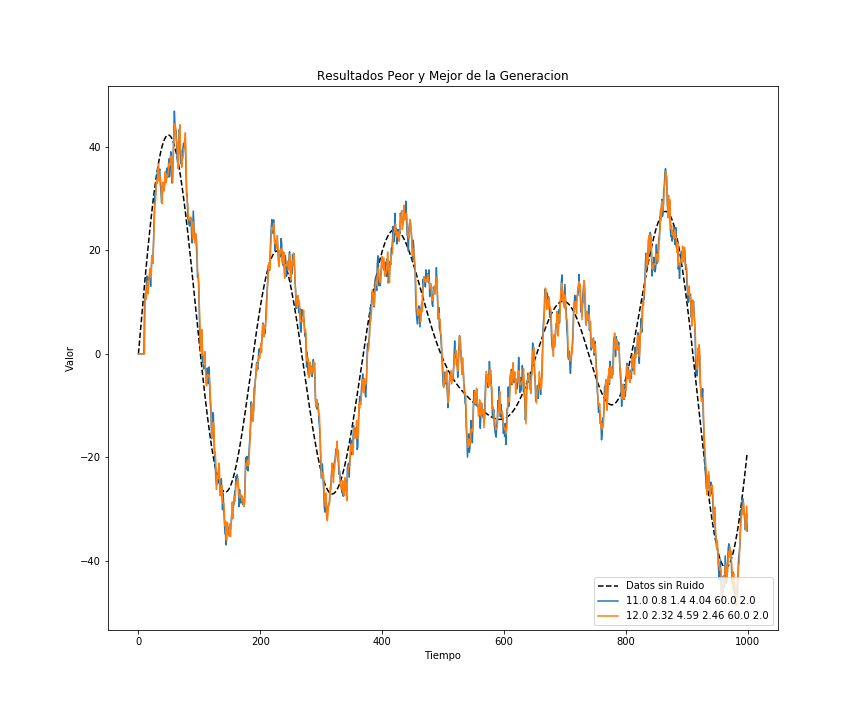 Resultados Peor y Mejor de la Generacion
Valor
40
20
0
−20
−40
0 200 400 600 800 1000
Tiempo
Datos sin Ruido
11.0 0.8 1.4 4.04 60.0 2.0
12.0 2.32 4.59 2.46 60.0 2.0